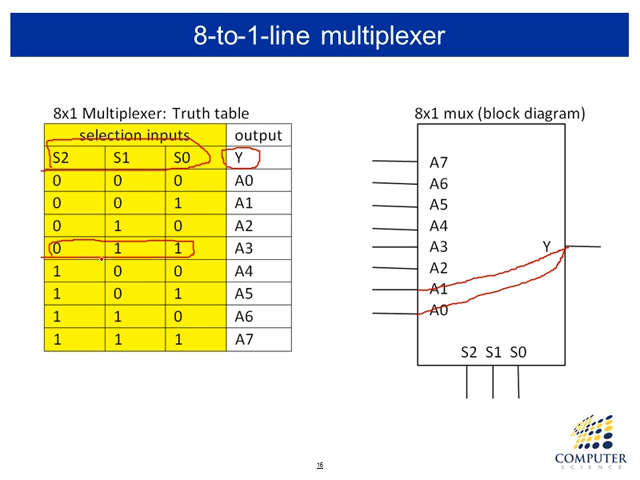 8-to-1-line multiplexer
8x1 Multiplexer: Truth table
selection inputs output
S2 S1 S0 Y
0 0 0 A0
0 0 1 A1
0 1 0 A2
0 1 1 A3
1 0 0 A4
1 0 1 A5
1 1 0 A6
1 1 1 A7
8x1 mux (block diagram)
A7
A6
A5
A4
A3 Y
A2
A1
A0
S2 S1 S0
COMPUTER
SCIENCE
16